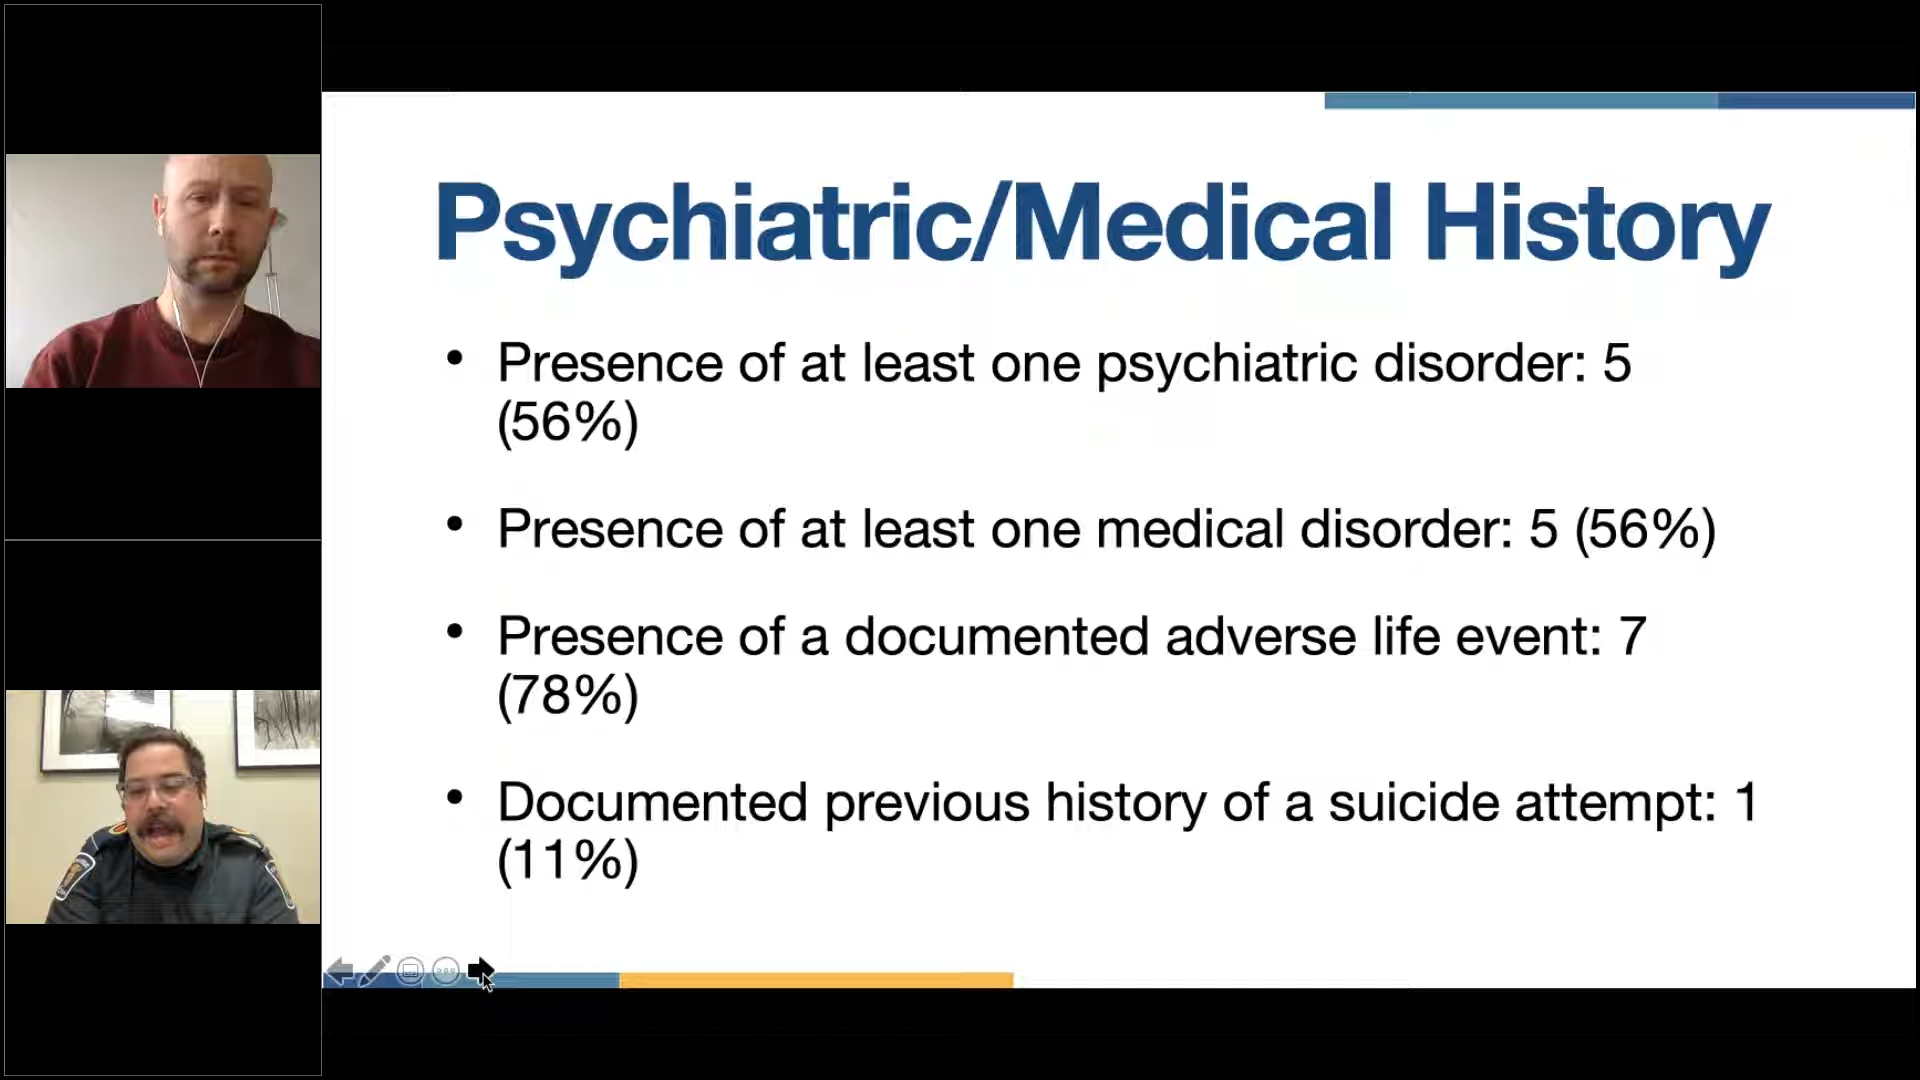 Psychiatric/Medical History
• Presence of at least one psychiatric disorder: 5
(56%)
• Presence of at least one medical disorder: 5 (56%)
• Presence of a documented adverse life event: 7
(78%)
• Documented previous history of a suicide attempt: 1
(11%)